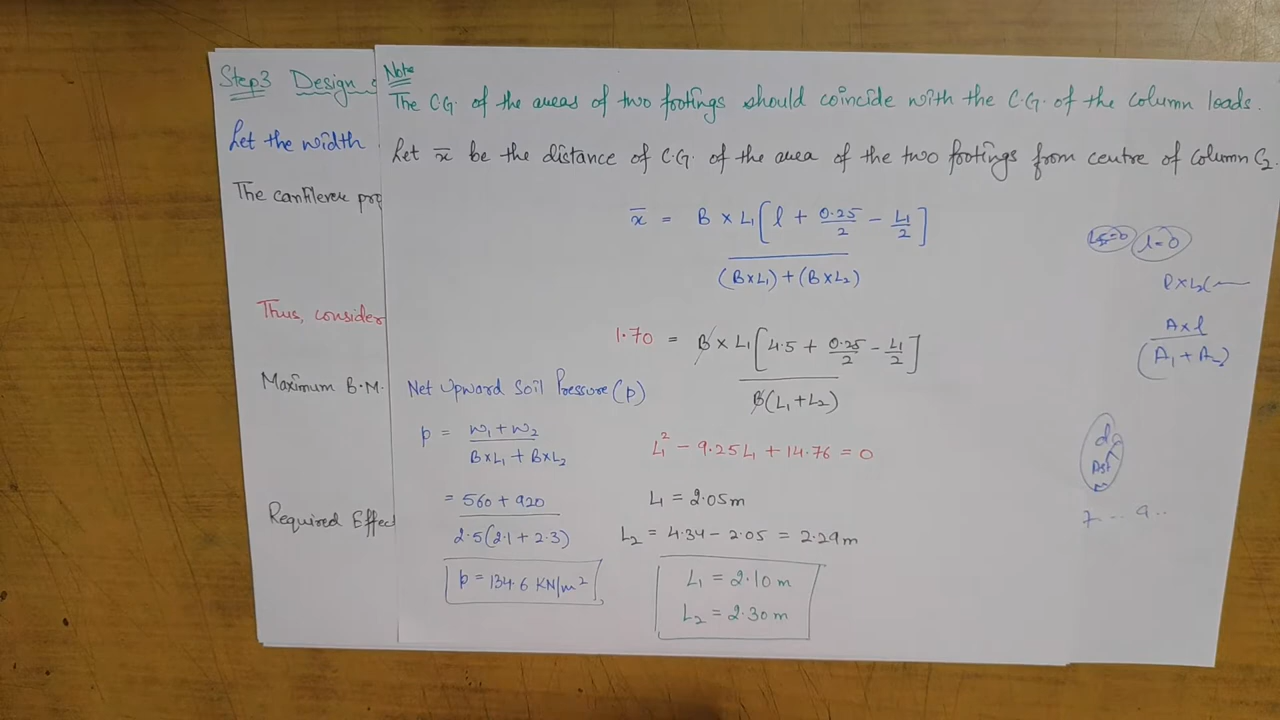 Step3 Design
Let the width
The cantilever pro
Thus, consider
Maximum B.M.
Required Effec
Note
The C.G. of the areas of two footings should coincide with the C.G. of the column loads.
Let x̄ be the distance of C.G. of the area of the two footings from centre of column C₂
x̄ = B × L₁[l + 0.25/2 - L₁/2] / (B×L₁) + (B×L₂)
1.70 = B × L₁[4.5 + 0.25/2 - L₁/2] / B(L₁+L₂)
Net Upward Soil Pressure (p)
p = W₁ + W₂ / B×L₁ + B×L₂
= 560 + 920 / 2.5(2.1 + 2.3)
p = 134.6 KN/m²
L₁² - 9.25L₁ + 14.76 = 0
L₁ = 2.05m
L₂ = 4.34 - 2.05 = 2.29m
L₁ = 2.10 m
L₂ = 2.30 m
l=0
A×l
(A₁ + A₂)
d
Ast
7 .. 9 ..